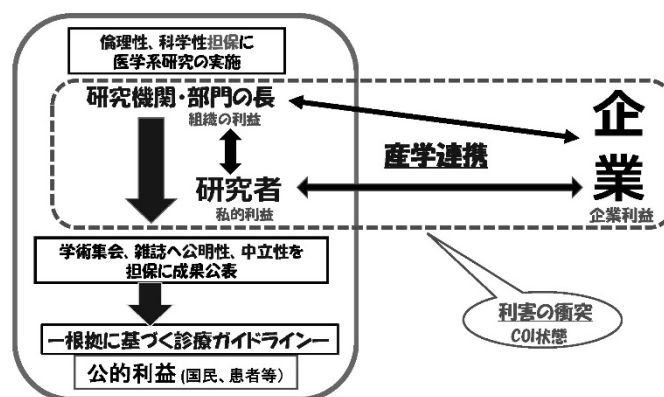 倫理性、科学性担保に
医学系研究の実施
研究機関・部門の長
組織の利益
研究者
私的利益
産学連携
企業
企業利益
学術集会、雑誌へ公明性、中立性を
担保に成果公表
利害の衝突
COI状態
ー根拠に基づく診療ガイドラインー
公的利益 (国民、患者等)